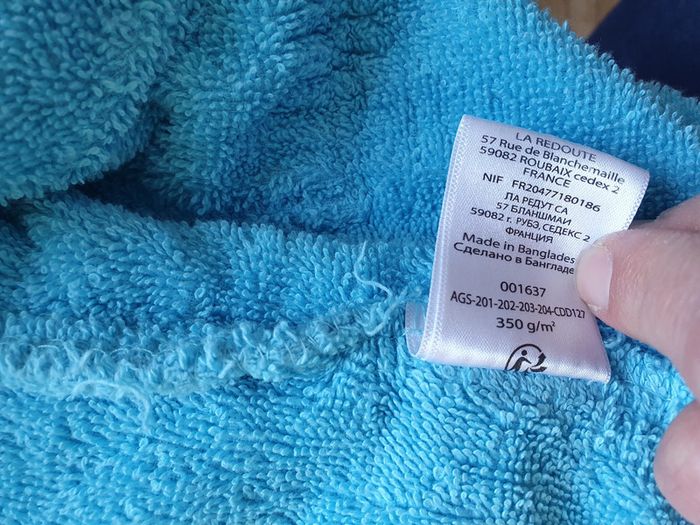 LA REDOUTE
57 Rue de Blanchemaille
59082 ROUBAIX cedex 2
FRANCE
NIF FR20477180186
ЛА РЕДУТ СА
57 БЛАНШМАИ
59082 г. РУБЭ, СЕДЕКС 2
ФРАНЦИЯ
Made in Banglades
Сделано в Бангладе
001637
AGS-201-202-203-204-CDD127
350 g/m²